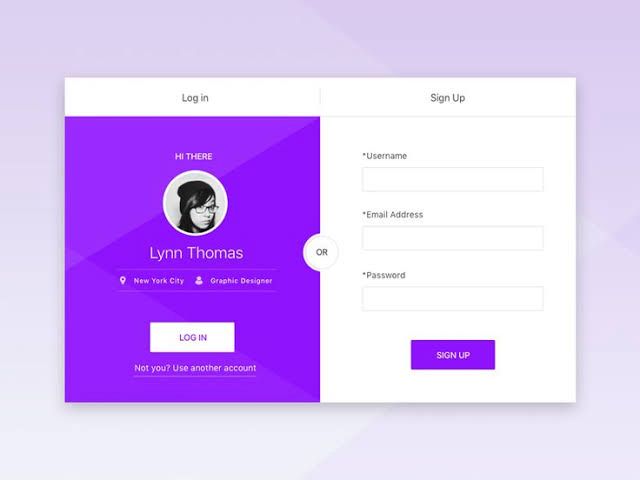 Log in
Sign Up
HI THERE
Lynn Thomas
New York City Graphic Designer
LOG IN
Not you? Use another account
OR
*Username
*Email Address
*Password
SIGN UP